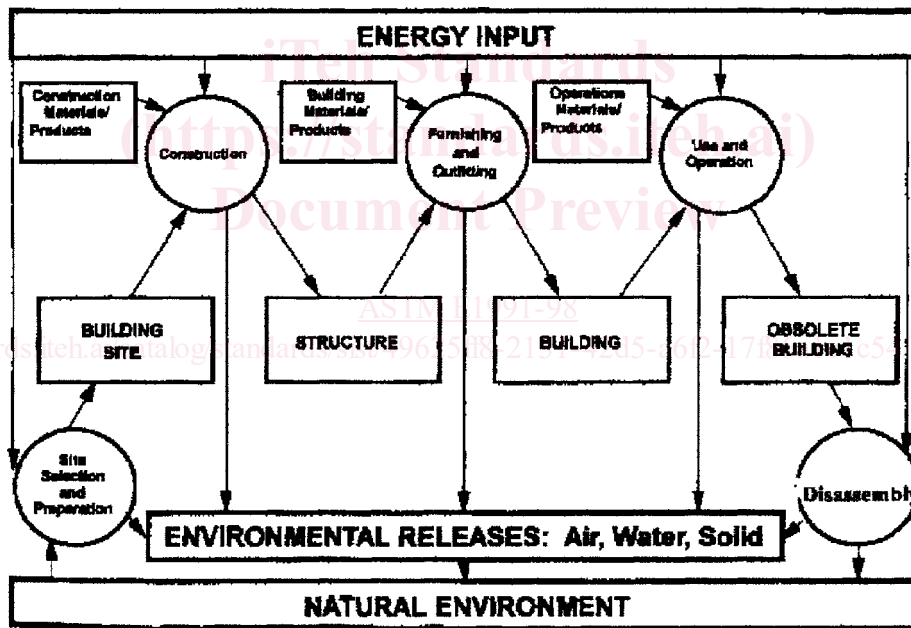 ENERGY INPUT
iTeh Standards
Construction
Materials/
Products
Building
Materials/
Products
Operations
Materials/
Products
Construction
Furnishing
and
Outfitting
Use and
Operation
(https://standards.iteh.ai)
Document Preview
ASTM E1991-98
BUILDING
SITE
STRUCTURE
BUILDING
OBSOLETE
BUILDING
Site
Selection
and
Preparation
Disassembly
ENVIRONMENTAL RELEASES: Air, Water, Solid
NATURAL ENVIRONMENT